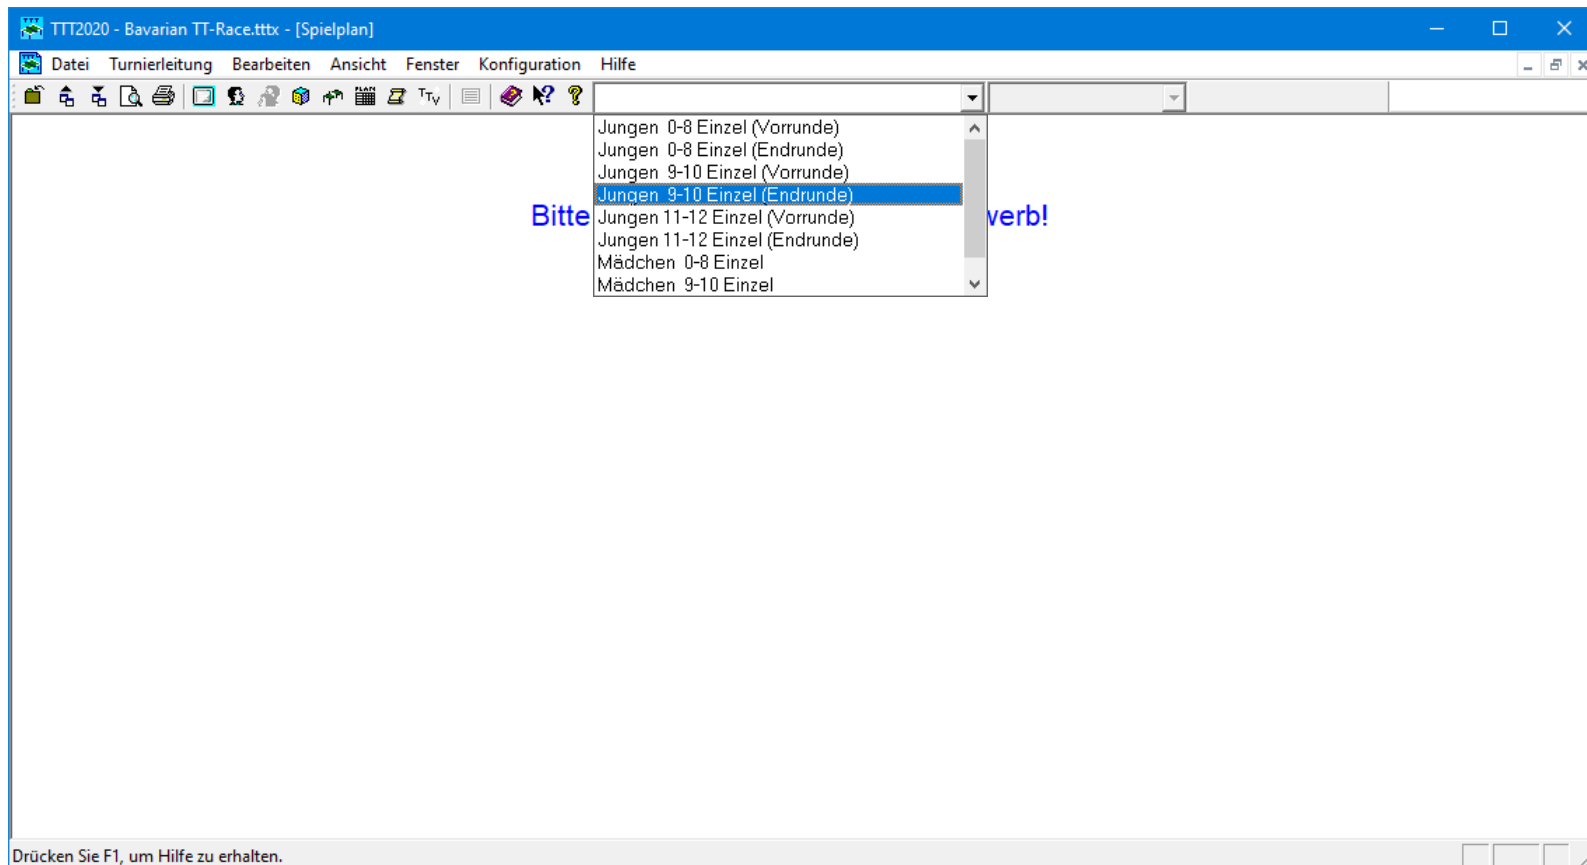 TTT2020 - Bavarian TT-Race.tttx - [Spielplan]
Datei Turnierleitung Bearbeiten Ansicht Fenster Konfiguration Hilfe
PLAN TTV
Jungen 0-8 Einzel (Vorrunde)
Jungen 0-8 Einzel (Endrunde)
Jungen 9-10 Einzel (Vorrunde)
Jungen 9-10 Einzel (Endrunde)
Bitte
Jungen 11-12 Einzel (Vorrunde)
werb!
Jungen 11-12 Einzel (Endrunde)
Mädchen 0-8 Einzel
Mädchen 9-10 Einzel
Drücken Sie F1, um Hilfe zu erhalten.